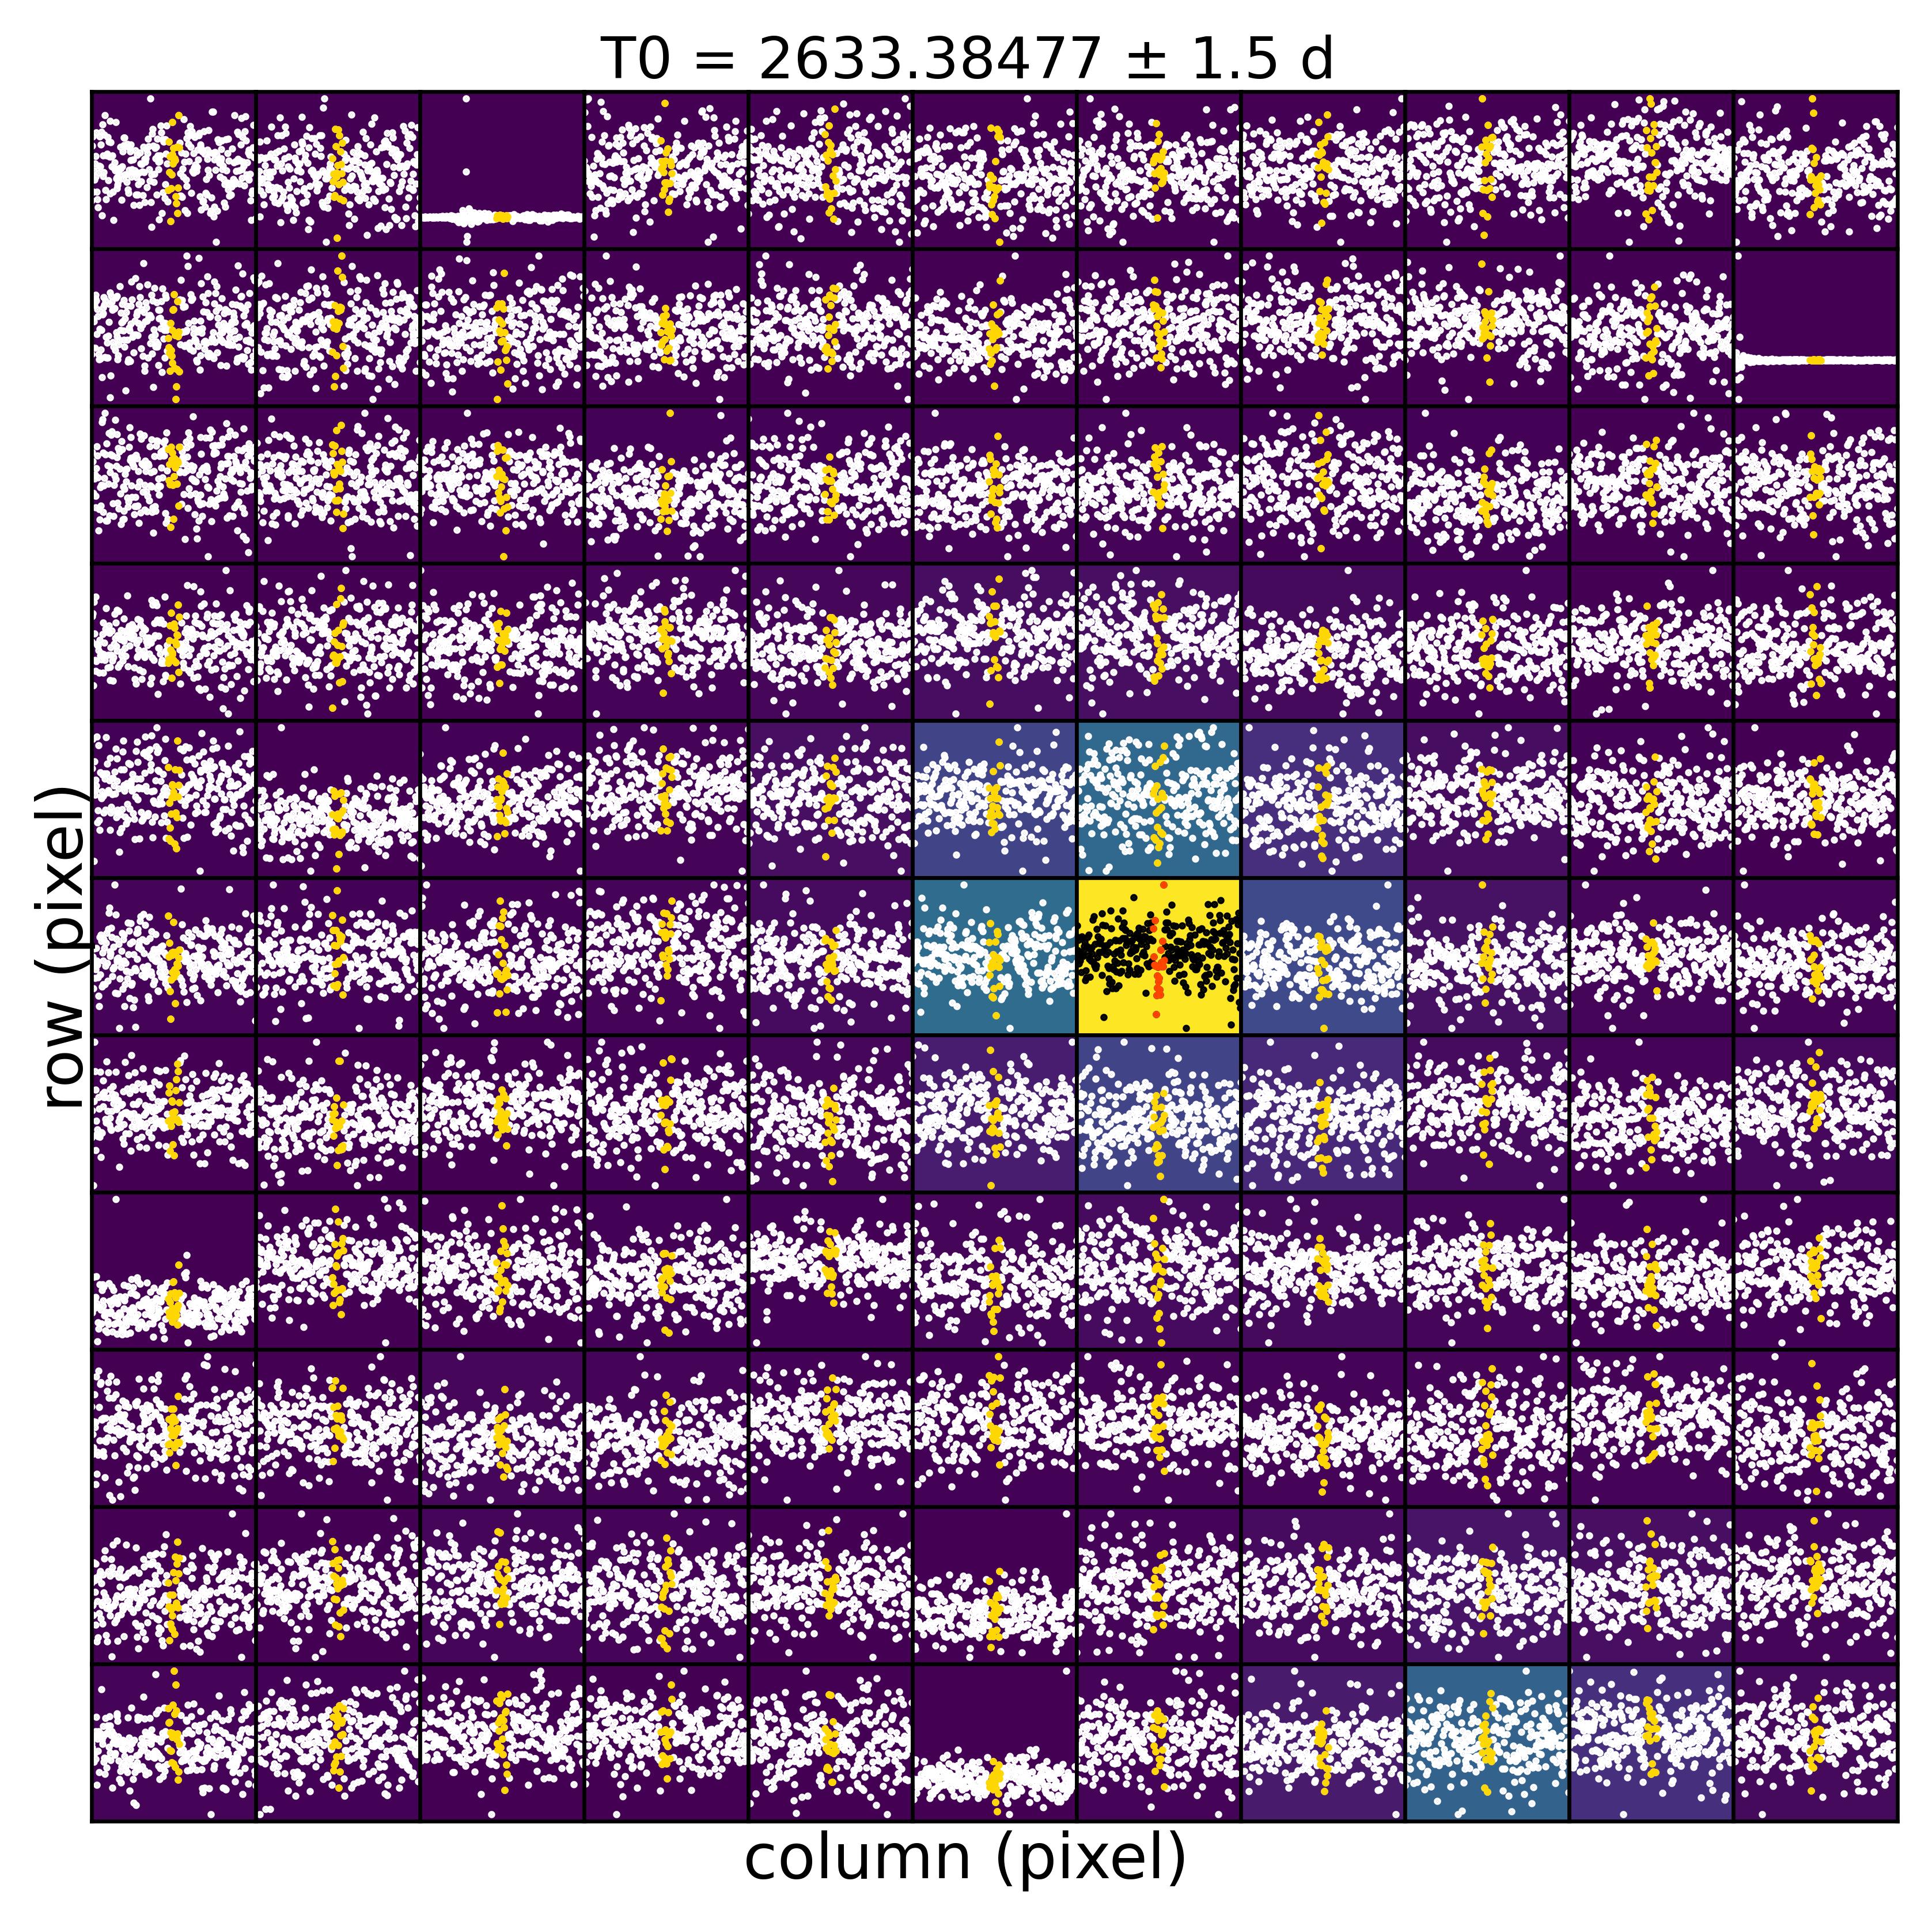 T0 = 2633.38477 ± 1.5 d
row (pixel)
column (pixel)